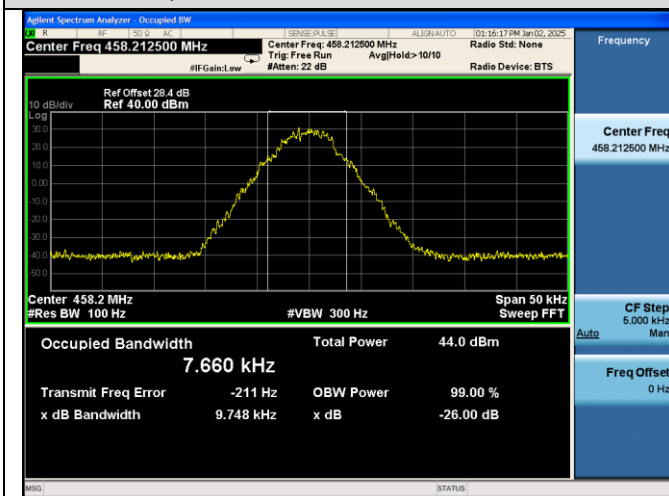 Agilent Spectrum Analyzer - Occupied BW
R RF 50 Ω AC SENSE:PULSE ALIGNAUTO 01:16:17 PM Jan 02, 2025
Center Freq 458.212500 MHz
Center Freq: 458.212500 MHz Radio Std: None
Trig: Free Run Avg|Hold>10/10
#IFGain:Low #Atten: 22 dB Radio Device: BTS
Ref Offset 28.4 dB
10 dB/div Ref 40.00 dBm
Log
30.0
20.0
10.0
0.00
-10.0
-20.0
-30.0
-40.0
-50.0
Center 458.2 MHz Span 50 kHz
#Res BW 100 Hz #VBW 300 Hz Sweep FFT
Occupied Bandwidth Total Power 44.0 dBm
7.660 kHz
Transmit Freq Error -211 Hz OBW Power 99.00 %
x dB Bandwidth 9.748 kHz x dB -26.00 dB
MSG STATUS
Frequency
Center Freq
458.212500 MHz
CF Step
5.000 kHz
Auto Man
Freq Offset
0 Hz